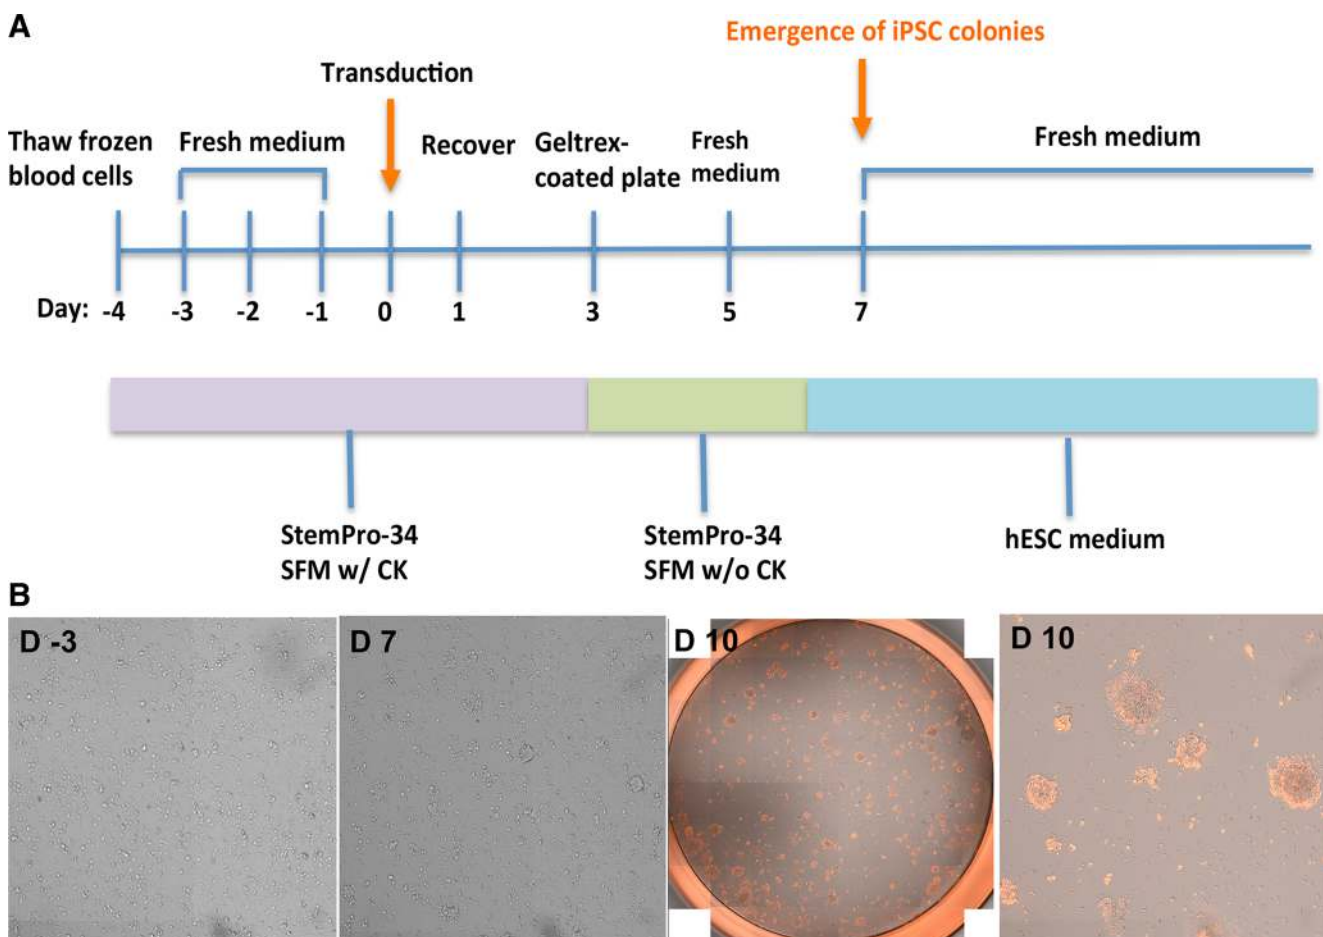 A
Emergence of iPSC colonies
Transduction
Thaw frozen
blood cells
Fresh medium
Recover
Geltrex-
coated plate
Fresh
medium
Fresh medium
Day: -4 -3 -2 -1 0 1 3 5 7
StemPro-34
SFM w/ CK
StemPro-34
SFM w/o CK
hESC medium
B
D -3
D 7
D 10
D 10